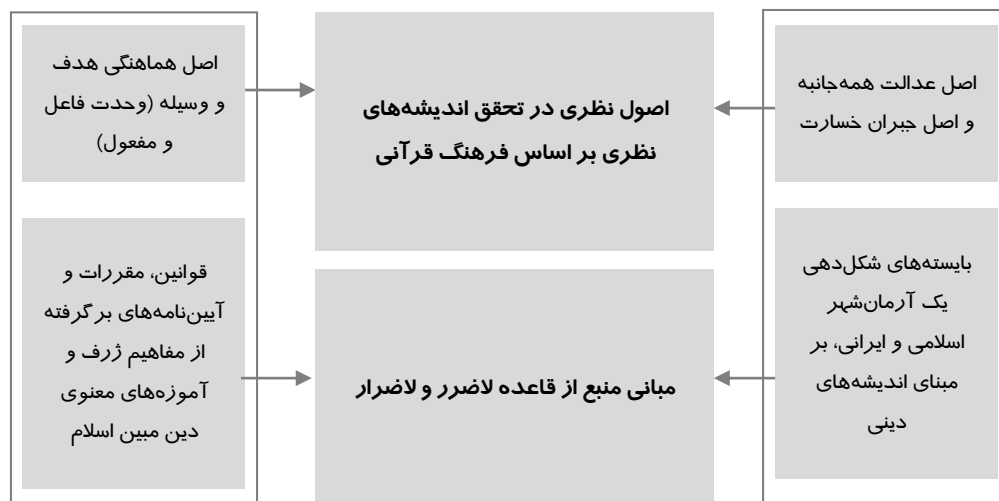 اصل عدالت همه‌جانبه
و اصل جبران خسارت
بایسته‌های شکل‌دهی
یک آرمان‌شهر
اسلامی و ایرانی، بر
مبنای اندیشه‌های
دینی
اصول نظری در تحقق اندیشه‌های
نظری بر اساس فرهنگ قرآنی
مبانی منبع از قاعده لاضرر و لاضرار
اصل هماهنگی هدف
و وسیله (وحدت فاعل
و مفعول)
قوانین، مقررات و
آیین‌نامه‌های برگرفته
از مفاهیم ژرف و
آموزه‌های معنوی
دین مبین اسلام